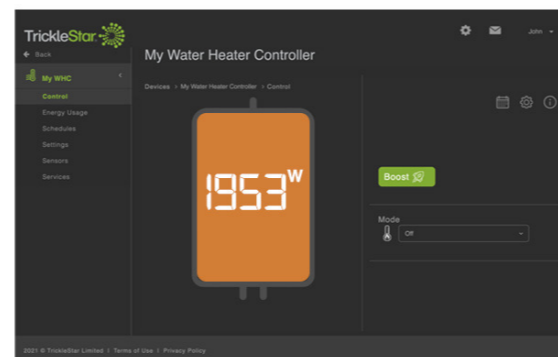 TrickleStar
John
Back
My Water Heater Controller
My WHC
Devices > My Water Heater Controller > Control
Control
Energy Usage
Schedules
Settings
Sensors
Services
1953W
Boost
Mode
Off
2021 © TrickleStar Limited | Terms of Use | Privacy Policy